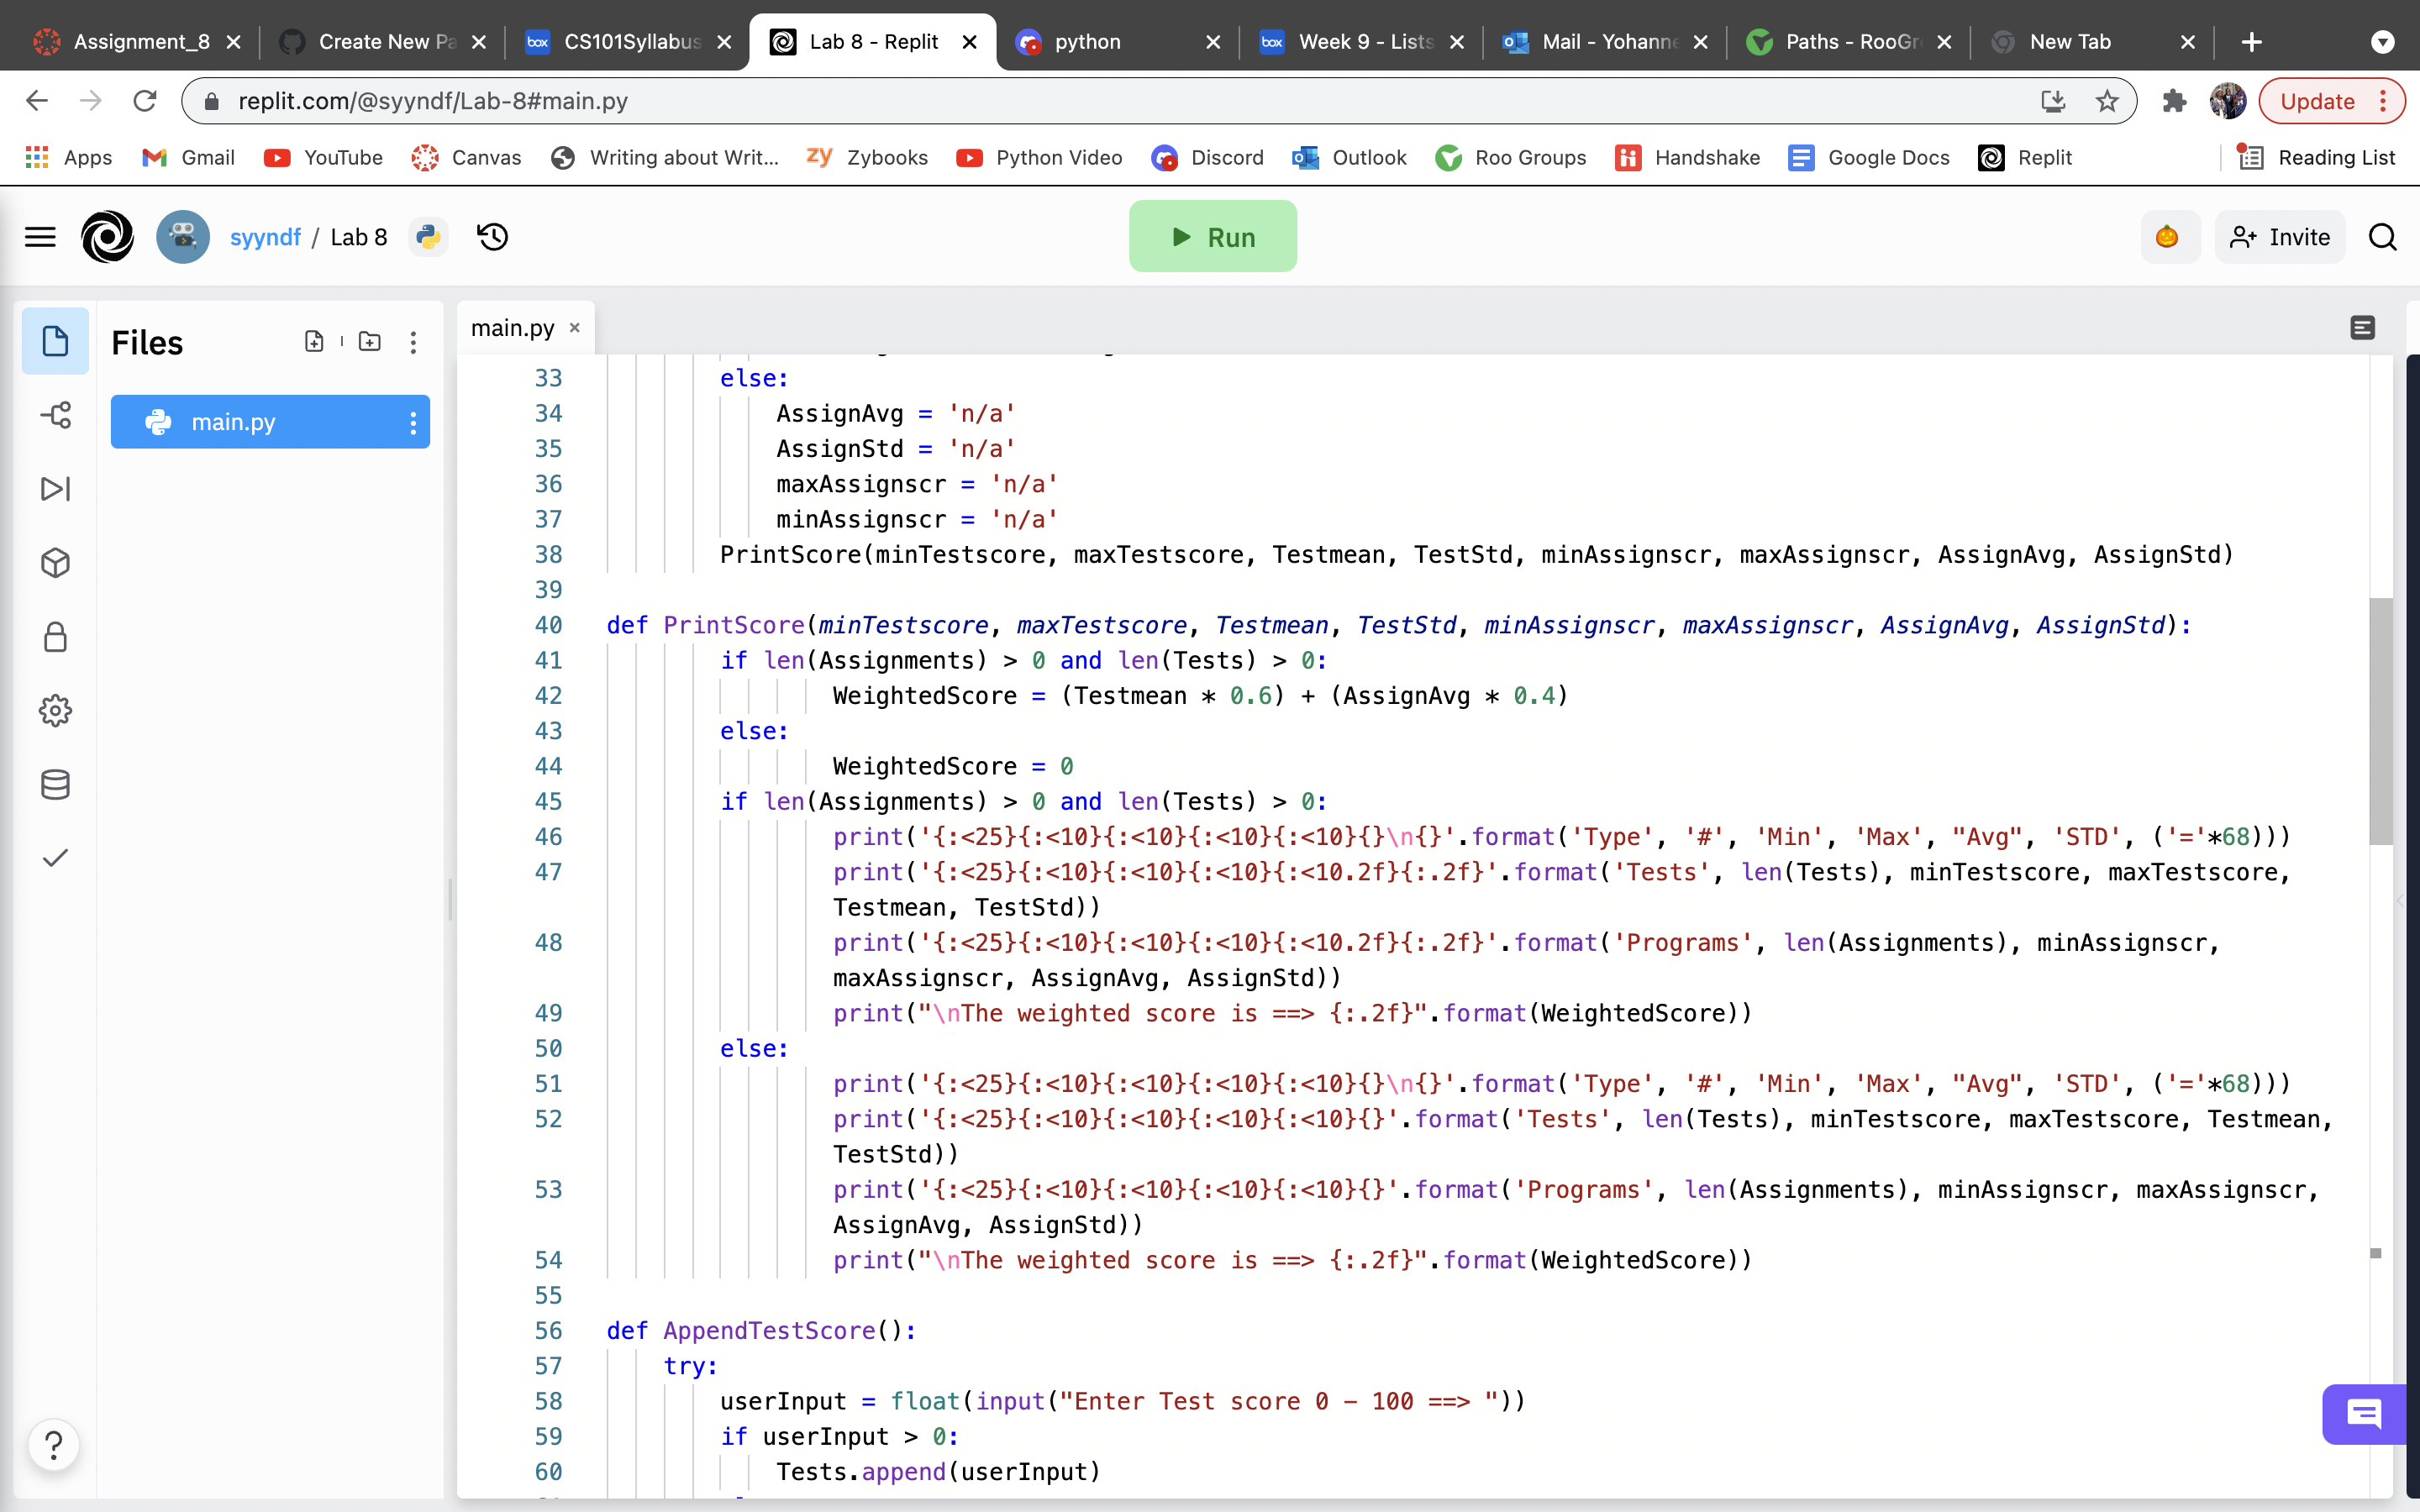 Assignment_8
Create New Pa
CS101Syllabus
Lab 8 - Replit
python
Week 9 - Lists
Mail - Yohanne
Paths - RooGr
New Tab
replit.com/@syyndf/Lab-8#main.py
Update
Apps
Gmail
YouTube
Canvas
Writing about Writ...
zy Zybooks
Python Video
Discord
Outlook
Roo Groups
Handshake
Google Docs
Replit
Reading List
syyndf / Lab 8
Run
Invite
Files
main.py
main.py
33 else:
34 AssignAvg = 'n/a'
35 AssignStd = 'n/a'
36 maxAssignscr = 'n/a'
37 minAssignscr = 'n/a'
38 PrintScore(minTestscore, maxTestscore, Testmean, TestStd, minAssignscr, maxAssignscr, AssignAvg, AssignStd)
39
40 def PrintScore(minTestscore, maxTestscore, Testmean, TestStd, minAssignscr, maxAssignscr, AssignAvg, AssignStd):
41 if len(Assignments) > 0 and len(Tests) > 0:
42 WeightedScore = (Testmean * 0.6) + (AssignAvg * 0.4)
43 else:
44 WeightedScore = 0
45 if len(Assignments) > 0 and len(Tests) > 0:
46 print('{:<25}{:<10}{:<10}{:<10}{:<10}{}\n{}'.format('Type', '#', 'Min', 'Max', "Avg", 'STD', ('='*68)))
47 print('{:<25}{:<10}{:<10}{:<10}{:<10.2f}{:.2f}'.format('Tests', len(Tests), minTestscore, maxTestscore,
Testmean, TestStd))
48 print('{:<25}{:<10}{:<10}{:<10}{:<10.2f}{:.2f}'.format('Programs', len(Assignments), minAssignscr,
maxAssignscr, AssignAvg, AssignStd))
49 print("\nThe weighted score is ==> {:.2f}".format(WeightedScore))
50 else:
51 print('{:<25}{:<10}{:<10}{:<10}{:<10}{}\n{}'.format('Type', '#', 'Min', 'Max', "Avg", 'STD', ('='*68)))
52 print('{:<25}{:<10}{:<10}{:<10}{:<10}{}'.format('Tests', len(Tests), minTestscore, maxTestscore, Testmean,
TestStd))
53 print('{:<25}{:<10}{:<10}{:<10}{:<10}{}'.format('Programs', len(Assignments), minAssignscr, maxAssignscr,
AssignAvg, AssignStd))
54 print("\nThe weighted score is ==> {:.2f}".format(WeightedScore))
55
56 def AppendTestScore():
57 try:
58 userInput = float(input("Enter Test score 0 - 100 ==> "))
59 if userInput > 0:
60 Tests.append(userInput)